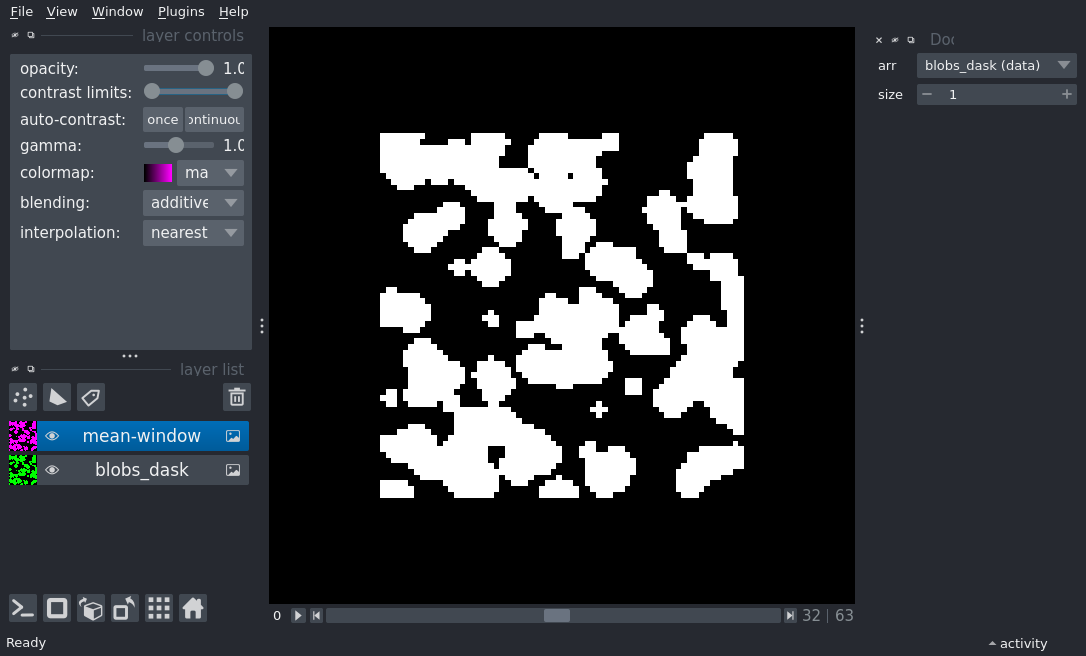 File View Window Plugins Help
layer controls
opacity: 1.0
contrast limits:
auto-contrast: once ontinuou
gamma: 1.0
colormap: ma
blending: additive
interpolation: nearest
layer list
mean-window
blobs_dask
0 32 | 63
Ready
Doc
arr blobs_dask (data)
size 1
activity